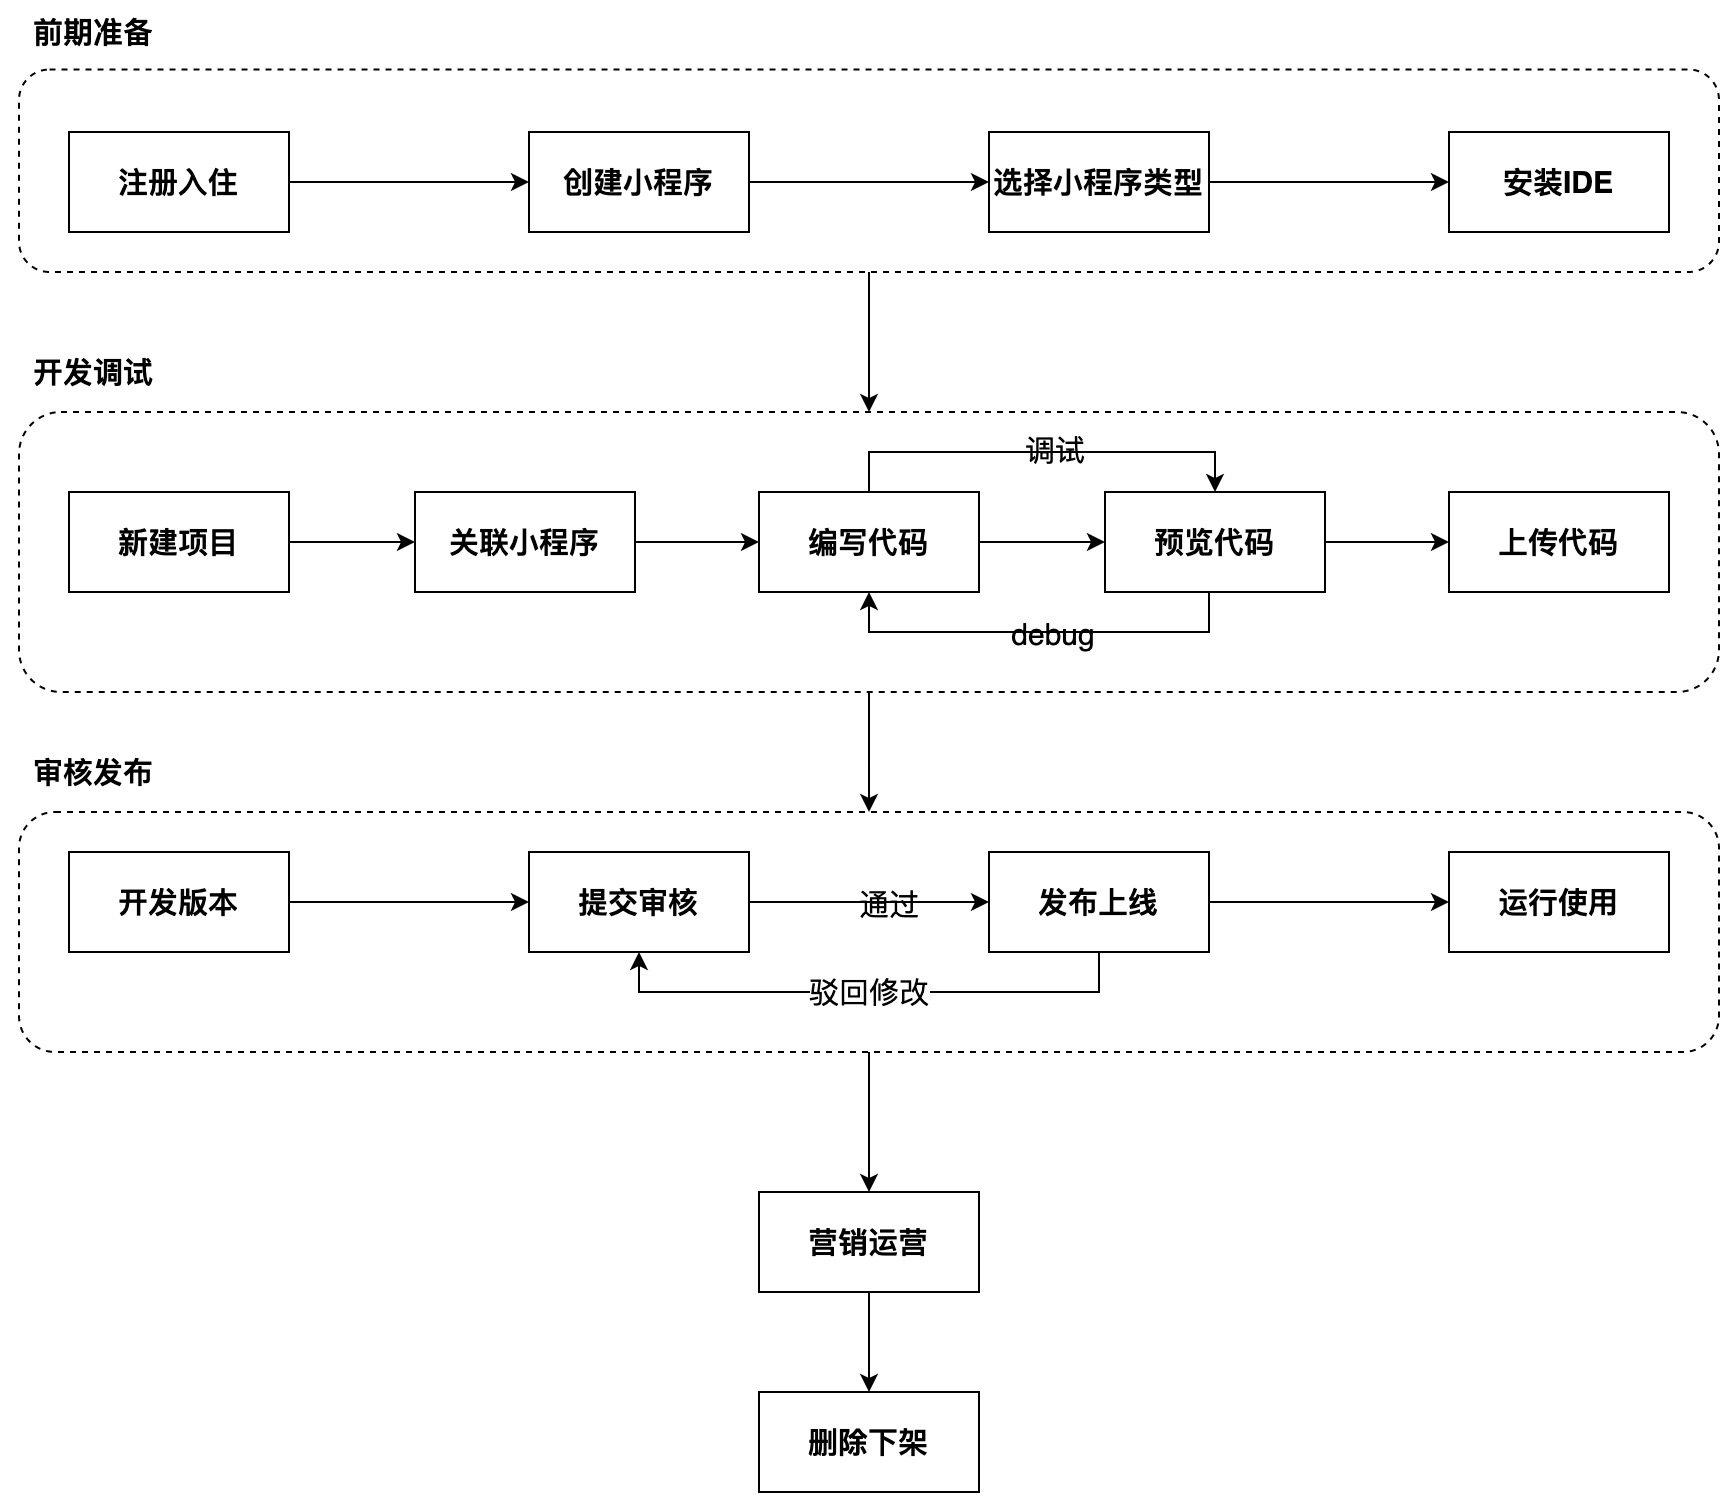 前期准备
注册入住
创建小程序
选择小程序类型
安装IDE
开发调试
调试
新建项目
关联小程序
编写代码
预览代码
上传代码
debug
审核发布
开发版本
提交审核
通过
发布上线
运行使用
驳回修改
营销运营
删除下架